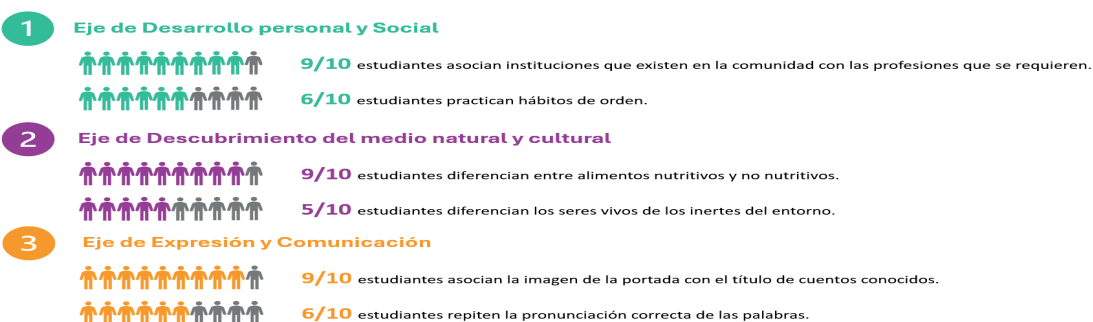 1 Eje de Desarrollo personal y Social
9/10 estudiantes asocian instituciones que existen en la comunidad con las profesiones que se requieren.
6/10 estudiantes practican hábitos de orden.
2 Eje de Descubrimiento del medio natural y cultural
9/10 estudiantes diferencian entre alimentos nutritivos y no nutritivos.
5/10 estudiantes diferencian los seres vivos de los inertes del entorno.
3 Eje de Expresión y Comunicación
9/10 estudiantes asocian la imagen de la portada con el título de cuentos conocidos.
6/10 estudiantes repiten la pronunciación correcta de las palabras.